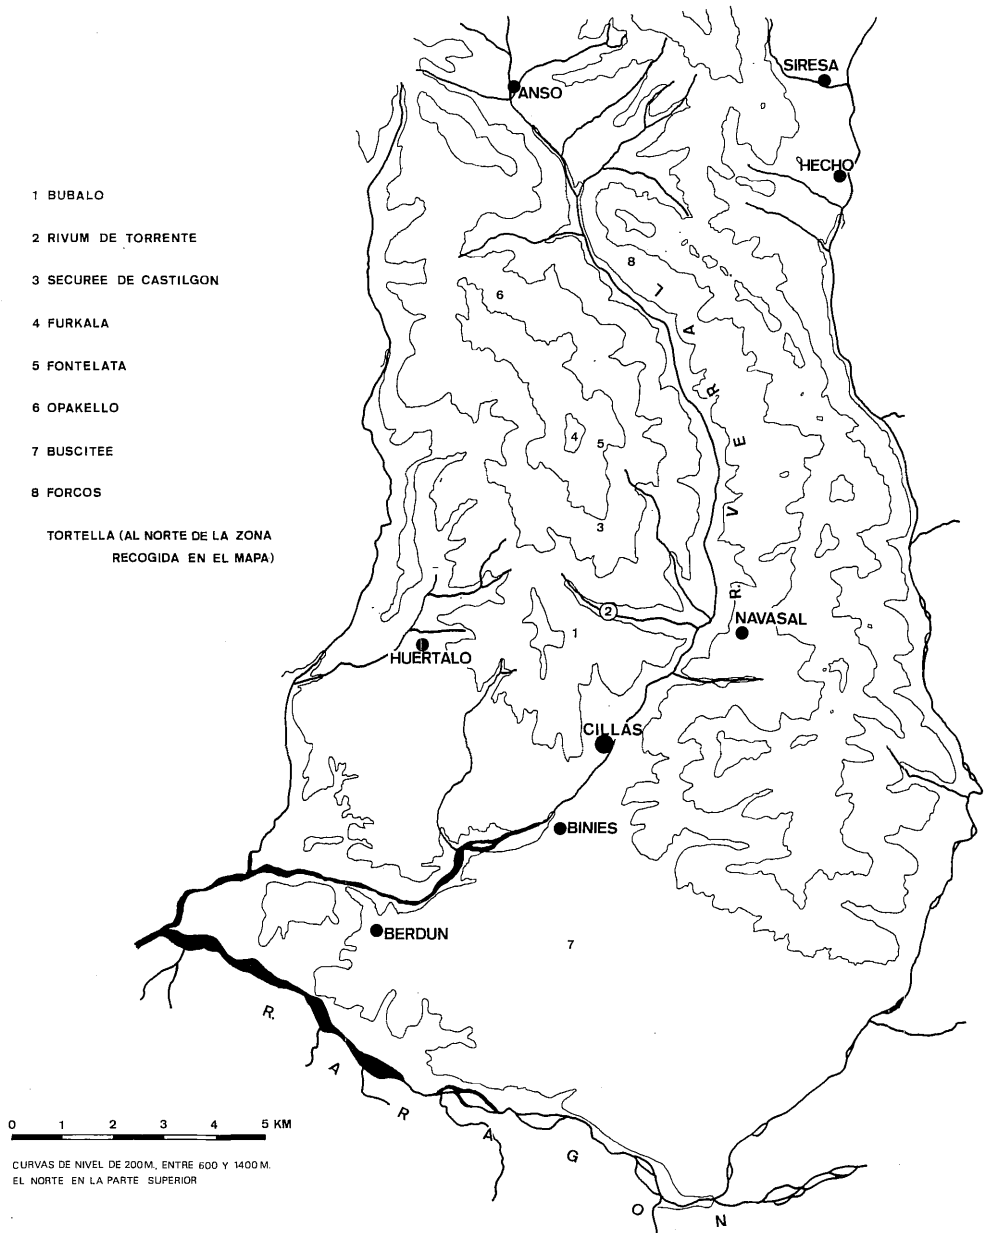 SIRESA
ANSO
HECHO
1 BUBALO
2 RIVUM DE TORRENTE
3 SECUREE DE CASTILGON
4 FURKALA
5 FONTELATA
6 OPAKELLO
7 BUSCITEE
8 FORCOS
TORTELLA (AL NORTE DE LA ZONA
RECOGIDA EN EL MAPA)
8
6
4
5
3
2
1
7
R. VERAL
NAVASAL
HUERTALO
CILLAS
BINIES
BERDUN
R. ARAGON
0 1 2 3 4 5 KM
CURVAS DE NIVEL DE 200 M., ENTRE 600 Y 1400 M.
EL NORTE EN LA PARTE SUPERIOR